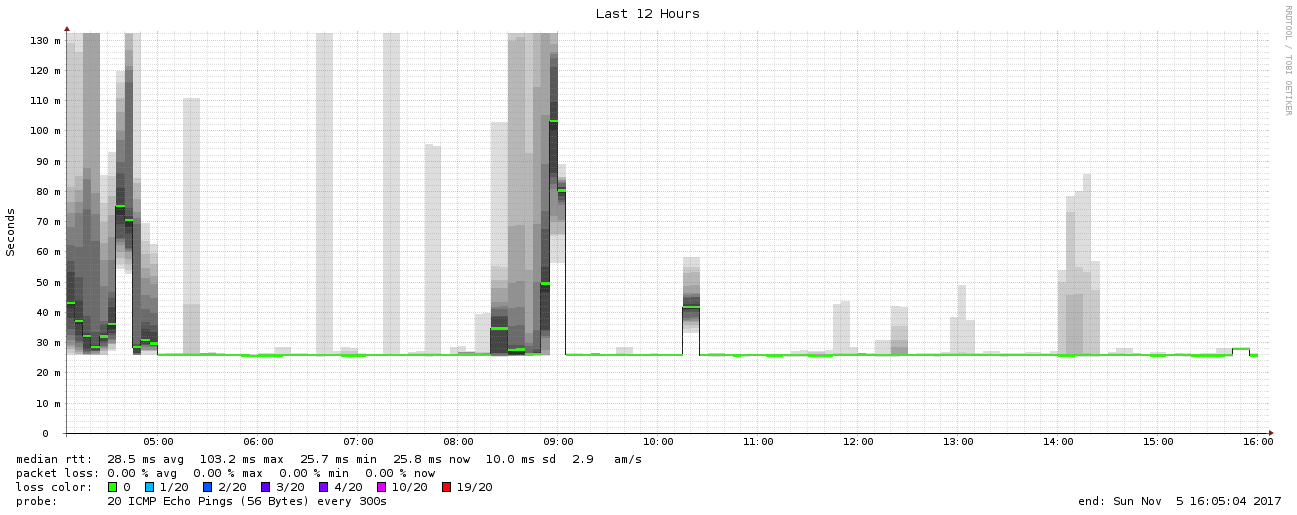 Last 12 Hours
RRDTOOL / TOBI OETIKER
Seconds
130 m
120 m
110 m
100 m
90 m
80 m
70 m
60 m
50 m
40 m
30 m
20 m
10 m
0
05:00 06:00 07:00 08:00 09:00 10:00 11:00 12:00 13:00 14:00 15:00 16:00
median rtt: 28.5 ms avg 103.2 ms max 25.7 ms min 25.8 ms now 10.0 ms sd 2.9 am/s
packet loss: 0.00 % avg 0.00 % max 0.00 % min 0.00 % now
loss color: 0 1/20 2/20 3/20 4/20 10/20 19/20
probe: 20 ICMP Echo Pings (56 Bytes) every 300s end: Sun Nov 5 16:05:04 2017